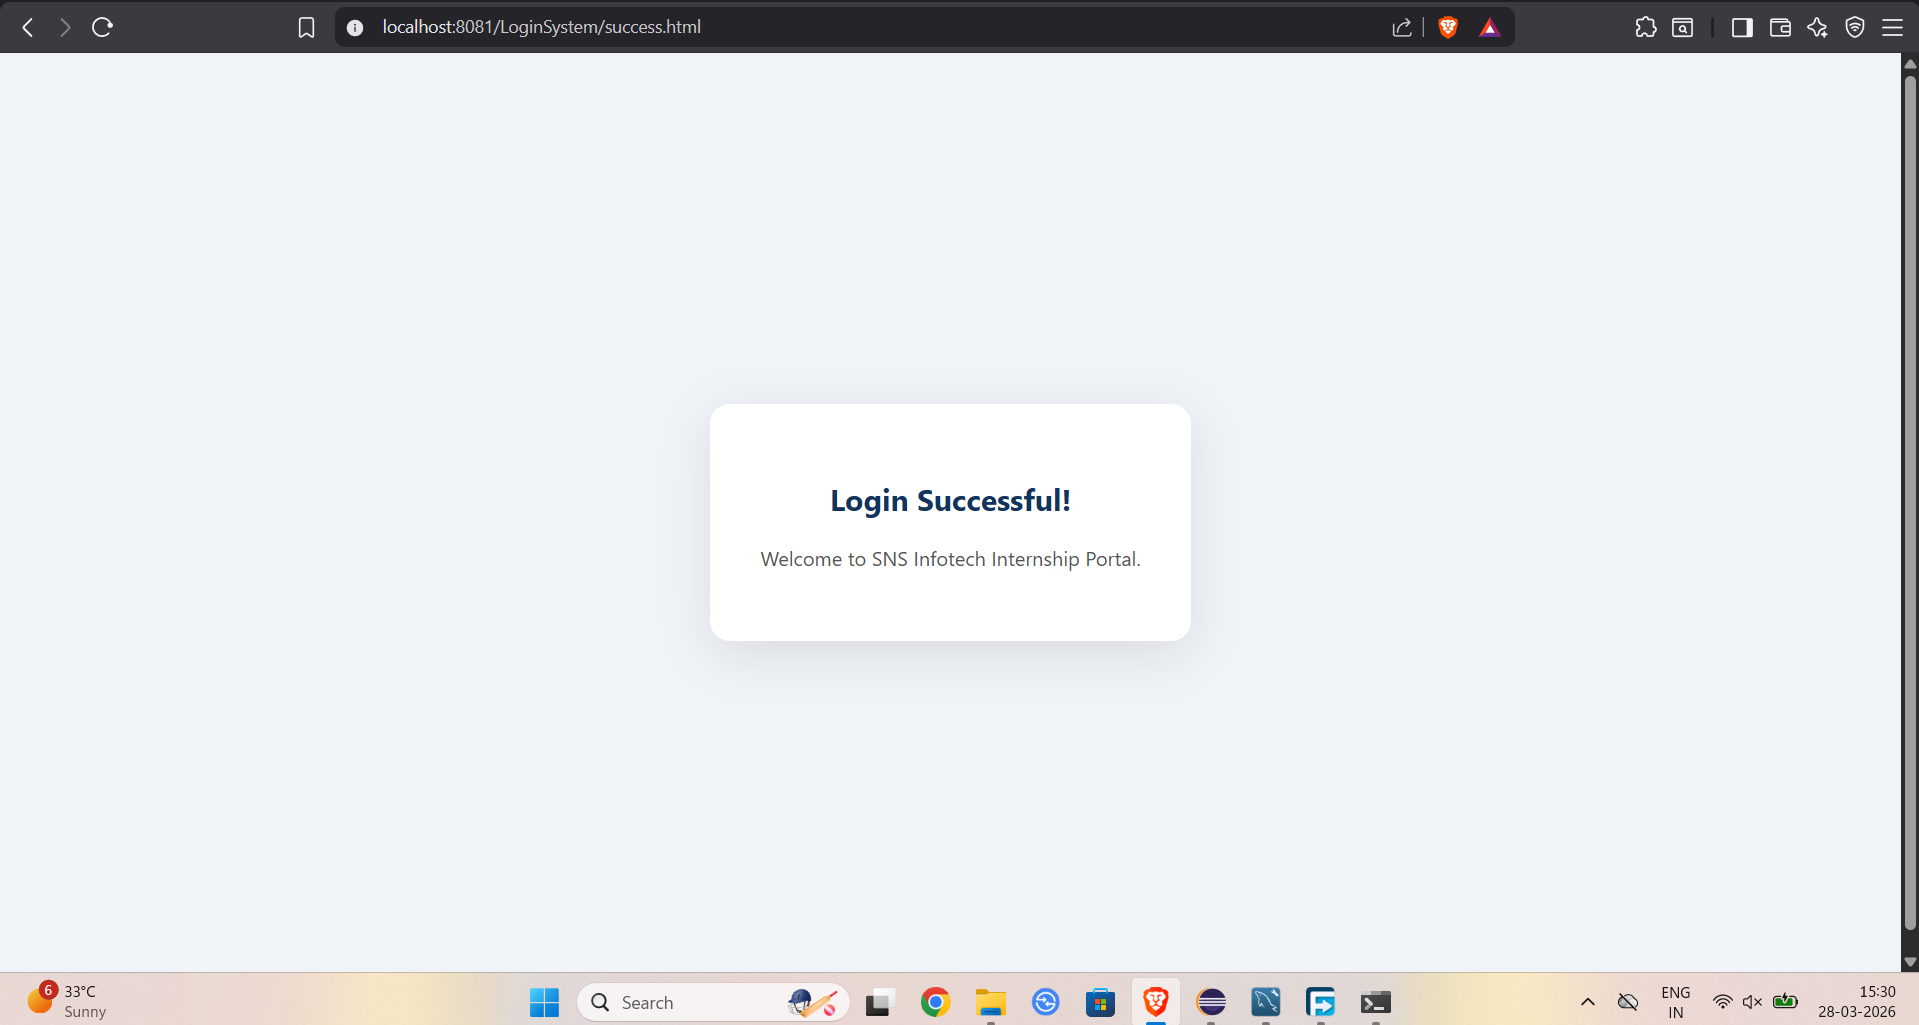 localhost:8081/LoginSystem/success.html
Login Successful!
Welcome to SNS Infotech Internship Portal.
6
33°C
Sunny
Search
ENG
IN
15:30
28-03-2026